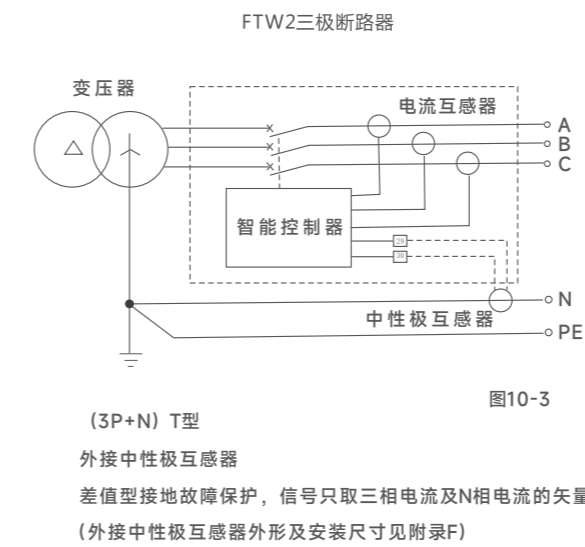 FTW2三极断路器
变压器
电流互感器
A
B
C
智能控制器
29
30
N
中性极互感器
PE
图10-3
（3P+N）T型
外接中性极互感器
差值型接地故障保护，信号只取三相电流及N相电流的矢量
（外接中性极互感器外形及安装尺寸见附录F）